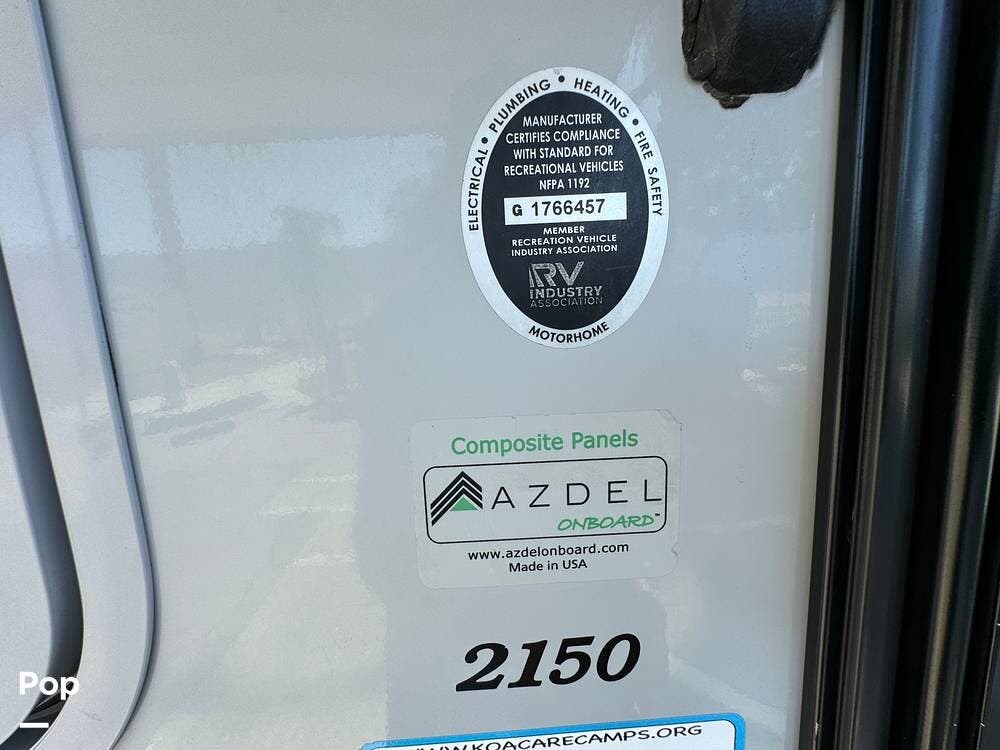 ELECTRICAL • PLUMBING • HEATING • FIRE SAFETY
MANUFACTURER
CERTIFIES COMPLIANCE
WITH STANDARD FOR
RECREATIONAL VEHICLES
NFPA 1192
G 1766457
MEMBER
RECREATION VEHICLE
INDUSTRY ASSOCIATION
RV
INDUSTRY
ASSOCIATION
MOTORHOME
Composite Panels
AZDEL
ONBOARD™
www.azdelonboard.com
Made in USA
2150
Pop
WWW.KOACARECAMPS.ORG